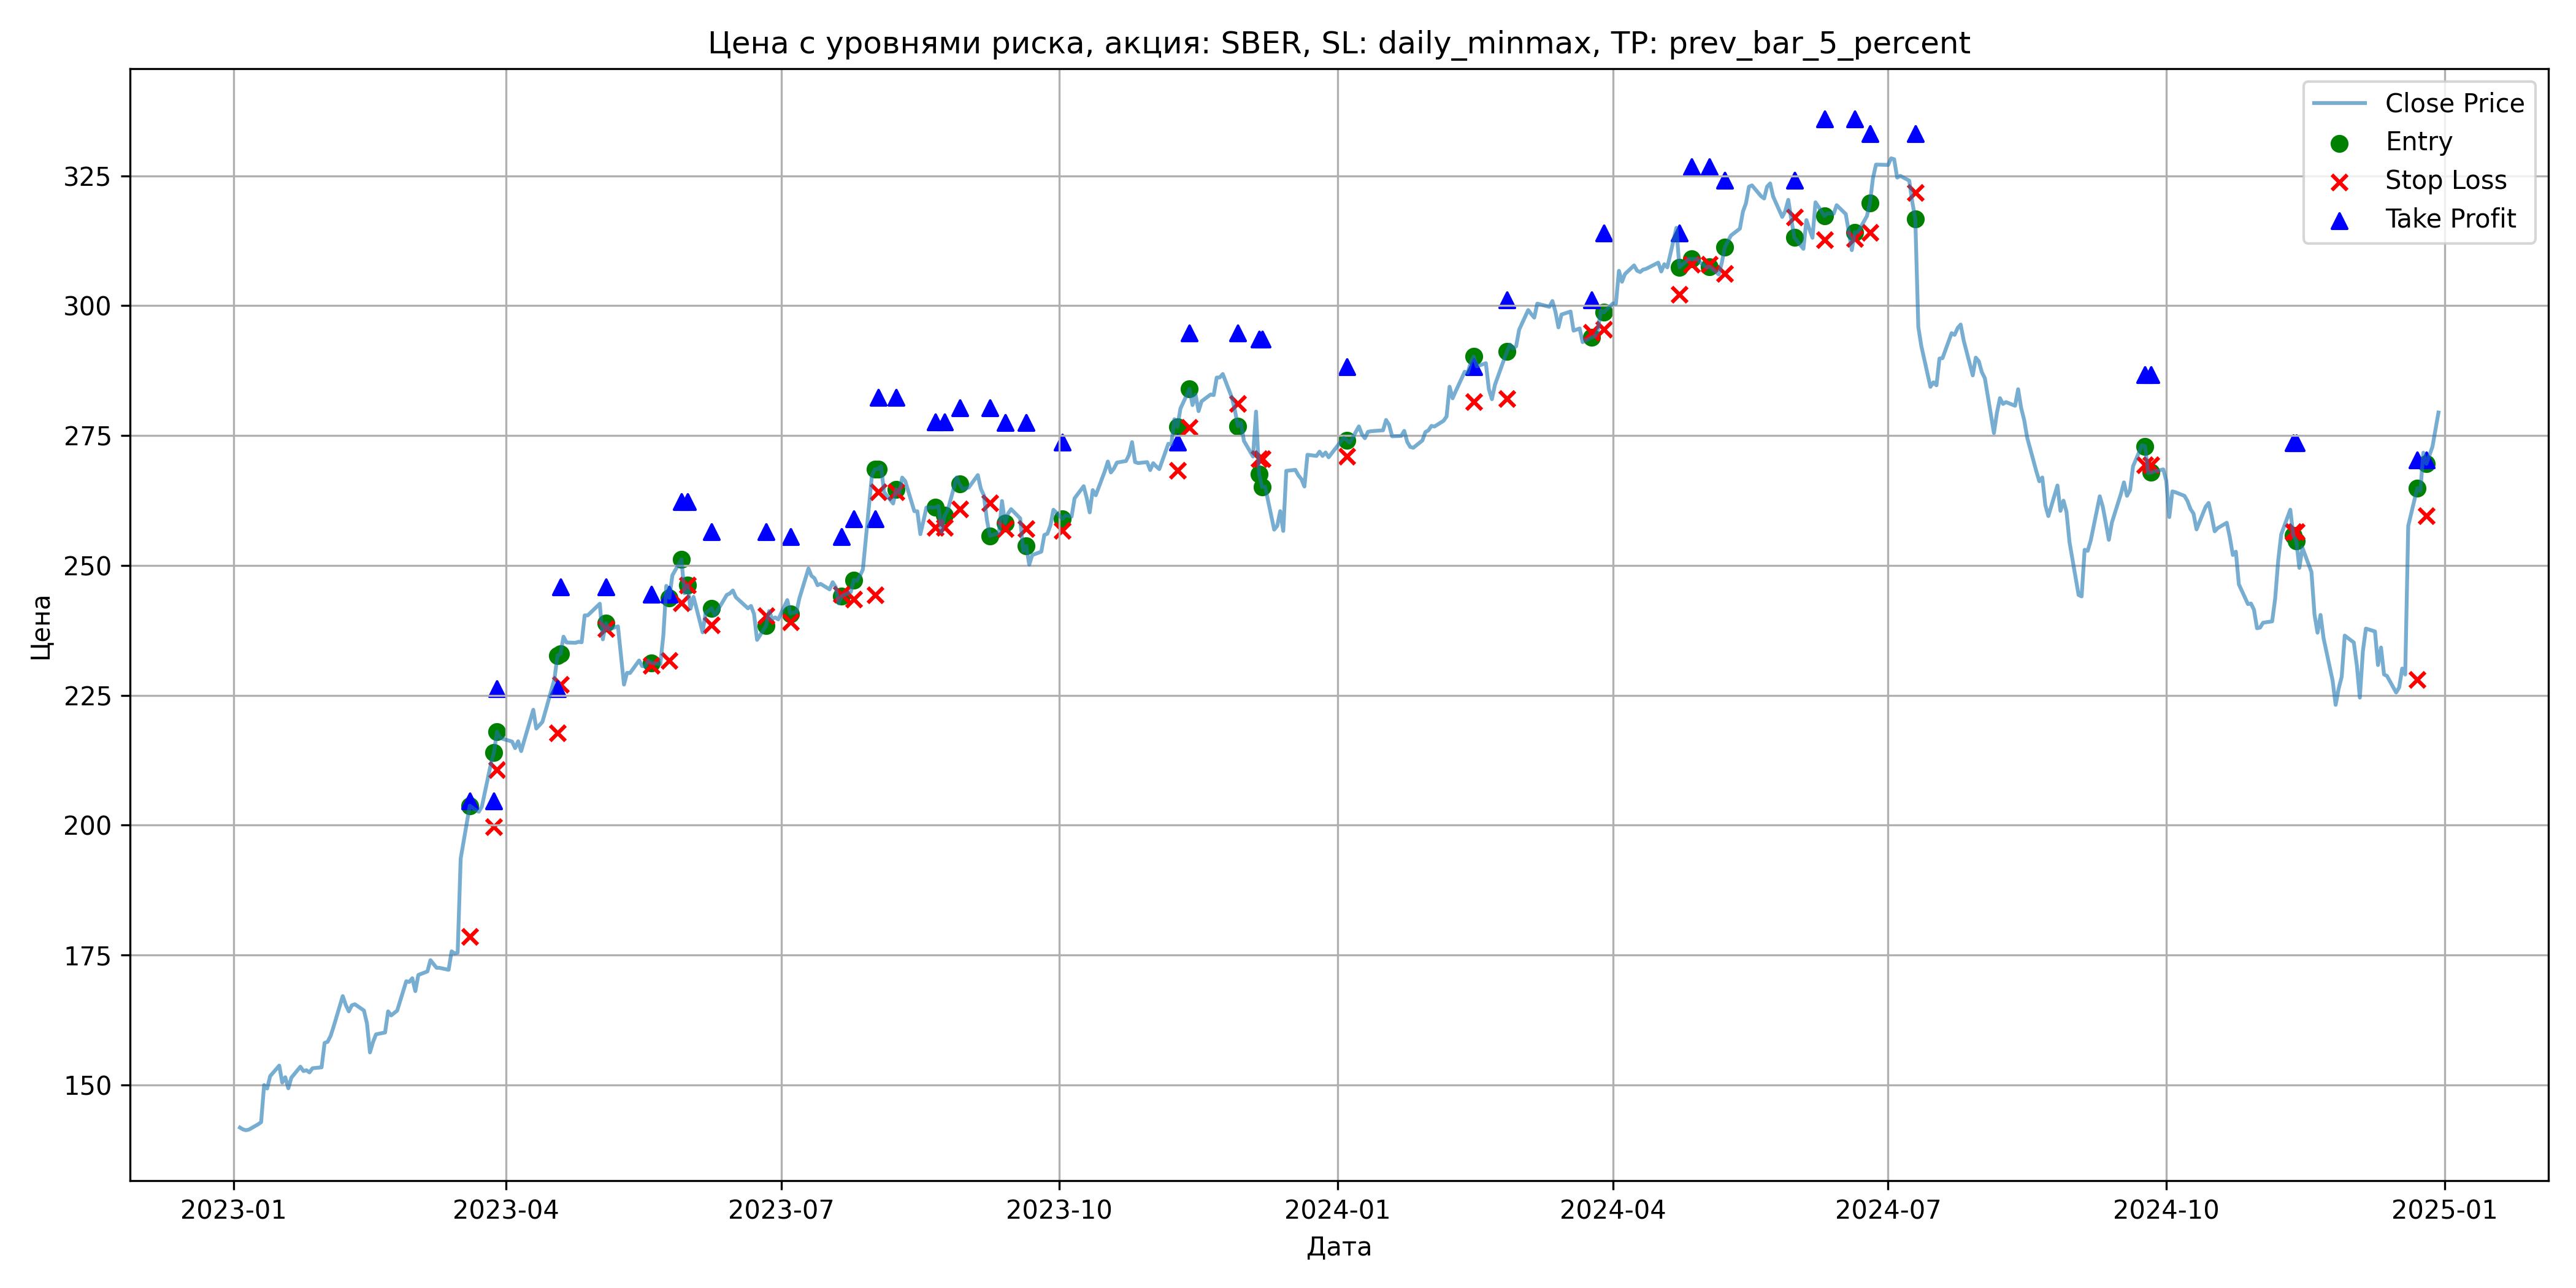 Цена с уровнями риска, акция: SBER, SL: daily_minmax, TP: prev_bar_5_percent
Close Price
Entry
Stop Loss
Take Profit
Цена
325
300
275
250
225
200
175
150
2023-01
2023-04
2023-07
2023-10
2024-01
2024-04
2024-07
2024-10
2025-01
Дата